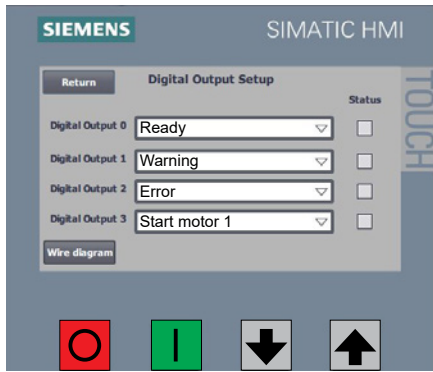 SIEMENS
SIMATIC HMI
TOUCH
Return
Digital Output Setup
Status
Digital Output 0 Ready
Digital Output 1 Warning
Digital Output 2 Error
Digital Output 3 Start motor 1
Wire diagram